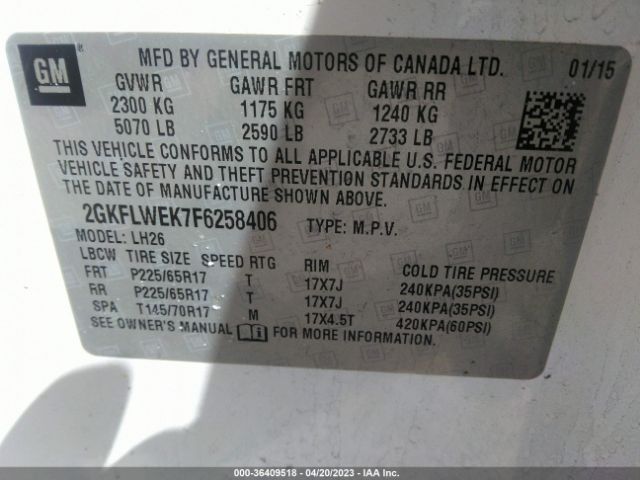 GM
MFD BY GENERAL MOTORS OF CANADA LTD. 01/15
GVWR GAWR FRT GAWR RR
2300 KG 1175 KG 1240 KG
5070 LB 2590 LB 2733 LB
THIS VEHICLE CONFORMS TO ALL APPLICABLE U.S. FEDERAL MOTOR
VEHICLE SAFETY AND THEFT PREVENTION STANDARDS IN EFFECT ON
THE DATE OF MANUFACTURE SHOWN ABOVE.
2GKFLWEK7F6258406 TYPE: M.P.V.
MODEL: LH26
LBCW TIRE SIZE SPEED RTG RIM COLD TIRE PRESSURE
FRT P225/65R17 T 17X7J 240KPA(35PSI)
RR P225/65R17 T 17X7J 240KPA(35PSI)
SPA T145/70R17 M 17X4.5T 420KPA(60PSI)
SEE OWNER'S MANUAL FOR MORE INFORMATION.
000-36409518 - 04/20/2023 - IAA Inc.